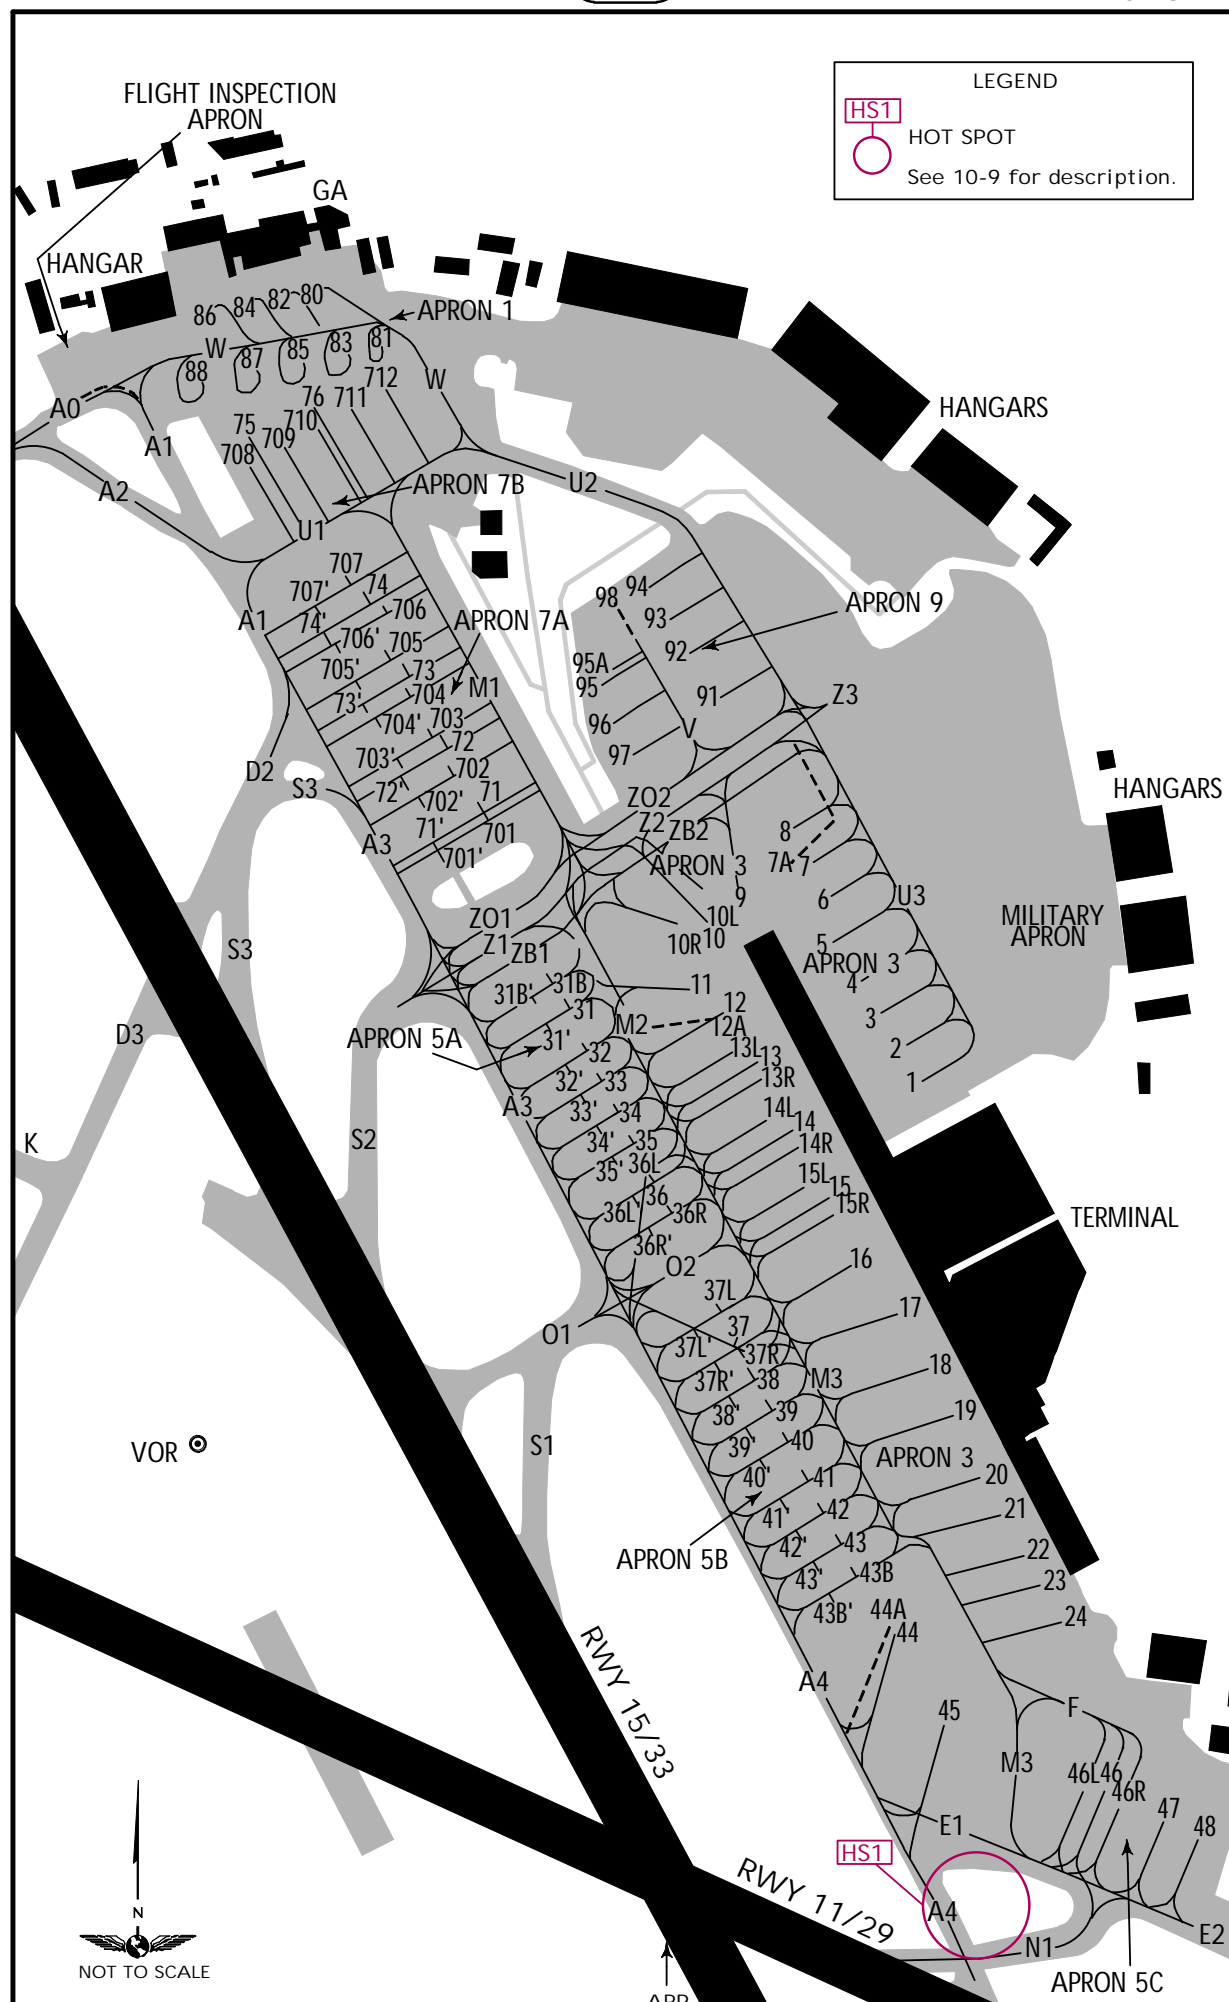 LEGEND
HS1
HOT SPOT
See 10-9 for description.
FLIGHT INSPECTION
APRON
GA
HANGAR
86
84
82
80
APRON 1
W
88
87
85
83
81
712
W
HANGARS
A0
A1
76
711
75
710
709
708
A2
APRON 7B
U2
U1
707
707'
74
74'
706
706'
APRON 7A
A1
705
705'
73
73'
704
704'
M1
703
703'
72
72'
702
702'
71
71'
701
701'
98
94
93
APRON 9
92
95A
95
91
96
97
V
Z3
D2
S3
A3
ZO2
Z2
ZB2
APRON 3
8
7A
7
6
U3
HANGARS
9
10L
10
10R
5
APRON 3
4
3
2
1
MILITARY
APRON
ZO1
Z1
ZB1
S3
31B'
31B
31
31'
11
12
M2
12A
APRON 5A
D3
32
32'
33
33'
13L
13
13R
A3
34
34'
35
35'
14L
14
14R
K
S2
36L
36
36L'
36R
36R'
15L
15
15R
TERMINAL
O2
16
37L
37
37L'
37R
37R'
17
O1
38
38'
M3
18
39
39'
19
VOR
S1
40
40'
APRON 3
41
41'
20
21
42
42'
APRON 5B
43
43'
43B
43B'
22
23
24
44A
44
RWY 15/33
A4
45
F
M3
46L
46
46R
47
48
E1
HS1
RWY 11/29
A4
N1
E2
APRON 5C
N
NOT TO SCALE